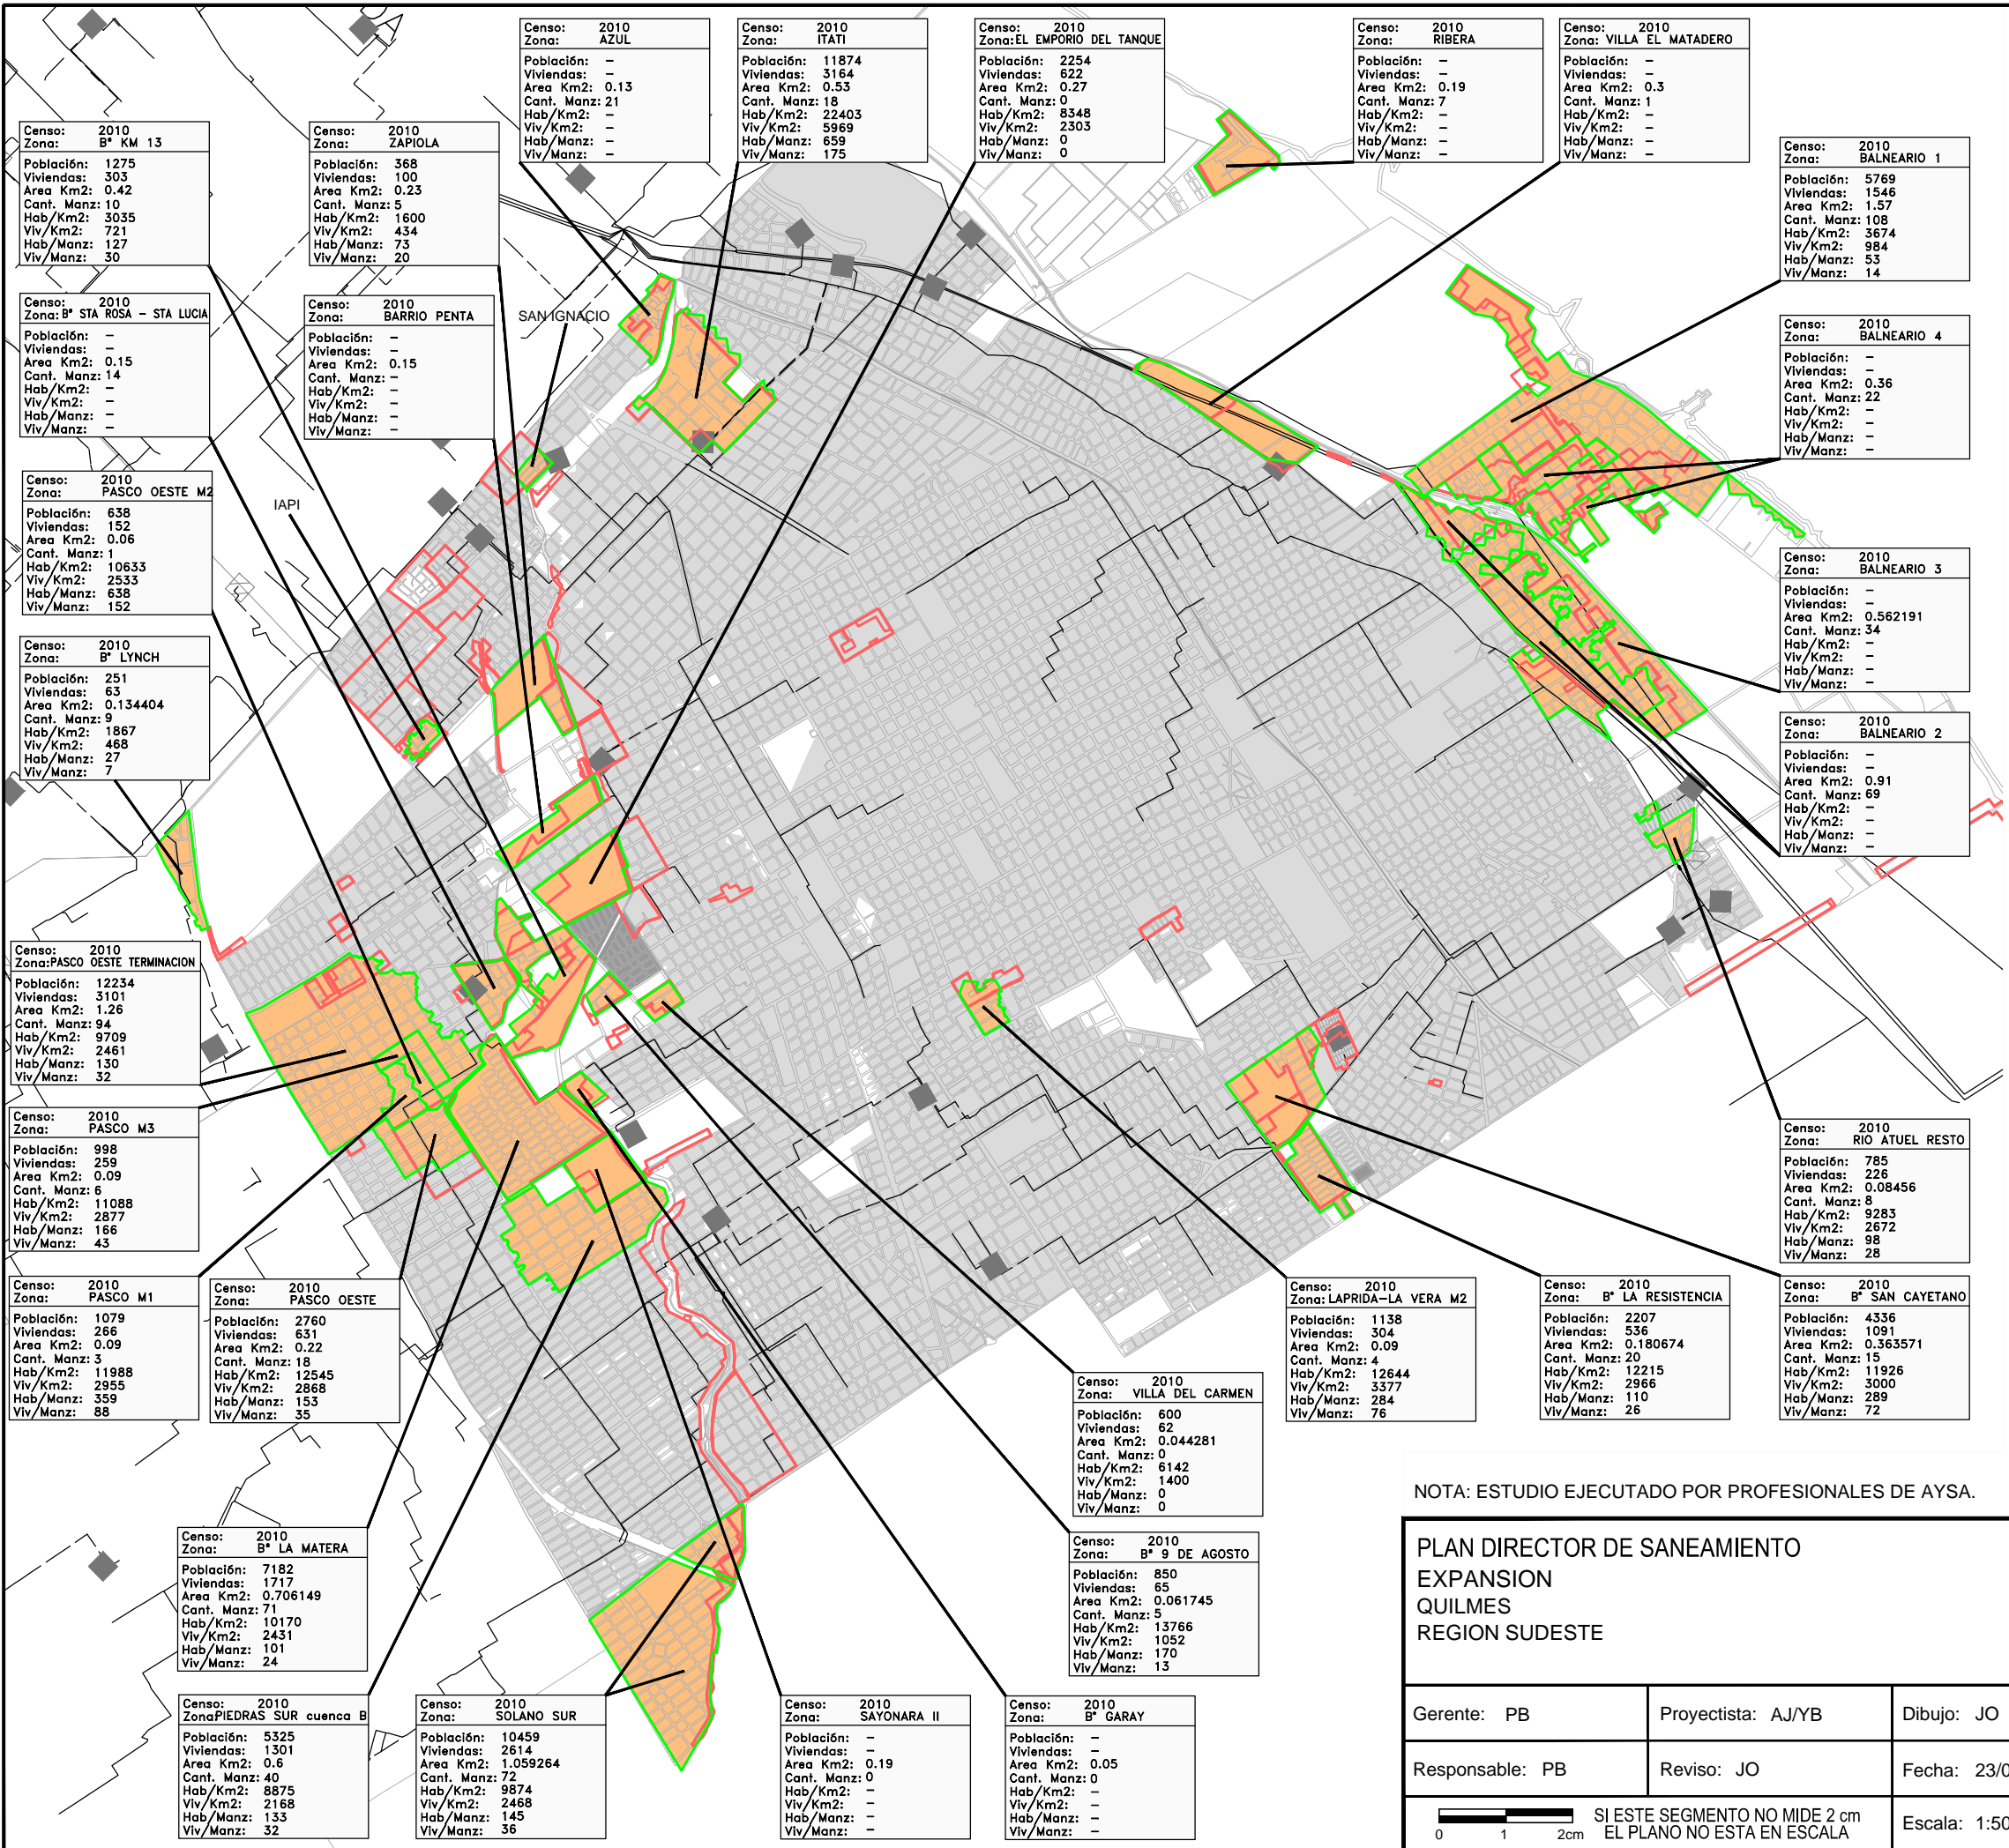 Censo: 2010
Zona: AZUL
Población: –
Viviendas: –
Area Km2: 0.13
Cant. Manz: 21
Hab/Km2: –
Viv/Km2: –
Hab/Manz: –
Viv/Manz: –
Censo: 2010
Zona: ITATI
Población: 11874
Viviendas: 3164
Area Km2: 0.53
Cant. Manz: 18
Hab/Km2: 22403
Viv/Km2: 5969
Hab/Manz: 659
Viv/Manz: 175
Censo: 2010
Zona: EL EMPORIO DEL TANQUE
Población: 2254
Viviendas: 622
Area Km2: 0.27
Cant. Manz: 0
Hab/Km2: 8348
Viv/Km2: 2303
Hab/Manz: 0
Viv/Manz: 0
Censo: 2010
Zona: RIBERA
Población: –
Viviendas: –
Area Km2: 0.19
Cant. Manz: 7
Hab/Km2: –
Viv/Km2: –
Hab/Manz: –
Viv/Manz: –
Censo: 2010
Zona: VILLA EL MATADERO
Población: –
Viviendas: –
Area Km2: 0.3
Cant. Manz: 1
Hab/Km2: –
Viv/Km2: –
Hab/Manz: –
Viv/Manz: –
Censo: 2010
Zona: B° KM 13
Población: 1275
Viviendas: 303
Area Km2: 0.42
Cant. Manz: 10
Hab/Km2: 3035
Viv/Km2: 721
Hab/Manz: 127
Viv/Manz: 30
Censo: 2010
Zona: ZAPIOLA
Población: 368
Viviendas: 100
Area Km2: 0.23
Cant. Manz: 5
Hab/Km2: 1600
Viv/Km2: 434
Hab/Manz: 73
Viv/Manz: 20
Censo: 2010
Zona: BALNEARIO 1
Población: 5769
Viviendas: 1546
Area Km2: 1.57
Cant. Manz: 108
Hab/Km2: 3674
Viv/Km2: 984
Hab/Manz: 53
Viv/Manz: 14
Censo: 2010
Zona: B° STA ROSA – STA LUCIA
Población: –
Viviendas: –
Area Km2: 0.15
Cant. Manz: 14
Hab/Km2: –
Viv/Km2: –
Hab/Manz: –
Viv/Manz: –
Censo: 2010
Zona: BARRIO PENTA
Población: –
Viviendas: –
Area Km2: 0.15
Cant. Manz: –
Hab/Km2: –
Viv/Km2: –
Hab/Manz: –
Viv/Manz: –
SAN IGNACIO
Censo: 2010
Zona: BALNEARIO 4
Población: –
Viviendas: –
Area Km2: 0.36
Cant. Manz: 22
Hab/Km2: –
Viv/Km2: –
Hab/Manz: –
Viv/Manz: –
Censo: 2010
Zona: PASCO OESTE M2
Población: 638
Viviendas: 152
Area Km2: 0.06
Cant. Manz: 1
Hab/Km2: 10633
Viv/Km2: 2533
Hab/Manz: 638
Viv/Manz: 152
IAPI
Censo: 2010
Zona: BALNEARIO 3
Población: –
Viviendas: –
Area Km2: 0.562191
Cant. Manz: 34
Hab/Km2: –
Viv/Km2: –
Hab/Manz: –
Viv/Manz: –
Censo: 2010
Zona: B° LYNCH
Población: 251
Viviendas: 63
Area Km2: 0.134404
Cant. Manz: 9
Hab/Km2: 1867
Viv/Km2: 468
Hab/Manz: 27
Viv/Manz: 7
Censo: 2010
Zona: BALNEARIO 2
Población: –
Viviendas: –
Area Km2: 0.91
Cant. Manz: 69
Hab/Km2: –
Viv/Km2: –
Hab/Manz: –
Viv/Manz: –
Censo: 2010
Zona: PASCO OESTE TERMINACION
Población: 12234
Viviendas: 3101
Area Km2: 1.26
Cant. Manz: 94
Hab/Km2: 9709
Viv/Km2: 2461
Hab/Manz: 130
Viv/Manz: 32
Censo: 2010
Zona: PASCO M3
Población: 998
Viviendas: 259
Area Km2: 0.09
Cant. Manz: 6
Hab/Km2: 11088
Viv/Km2: 2877
Hab/Manz: 166
Viv/Manz: 43
Censo: 2010
Zona: RIO ATUEL RESTO
Población: 785
Viviendas: 226
Area Km2: 0.08456
Cant. Manz: 8
Hab/Km2: 9283
Viv/Km2: 2672
Hab/Manz: 98
Viv/Manz: 28
Censo: 2010
Zona: PASCO M1
Población: 1079
Viviendas: 266
Area Km2: 0.09
Cant. Manz: 3
Hab/Km2: 11988
Viv/Km2: 2955
Hab/Manz: 359
Viv/Manz: 88
Censo: 2010
Zona: PASCO OESTE
Población: 2760
Viviendas: 631
Area Km2: 0.22
Cant. Manz: 18
Hab/Km2: 12545
Viv/Km2: 2868
Hab/Manz: 153
Viv/Manz: 35
Censo: 2010
Zona: LAPRIDA–LA VERA M2
Población: 1138
Viviendas: 304
Area Km2: 0.09
Cant. Manz: 4
Hab/Km2: 12644
Viv/Km2: 3377
Hab/Manz: 284
Viv/Manz: 76
Censo: 2010
Zona: B° LA RESISTENCIA
Población: 2207
Viviendas: 536
Area Km2: 0.180674
Cant. Manz: 20
Hab/Km2: 12215
Viv/Km2: 2966
Hab/Manz: 110
Viv/Manz: 26
Censo: 2010
Zona: B° SAN CAYETANO
Población: 4336
Viviendas: 1091
Area Km2: 0.363571
Cant. Manz: 15
Hab/Km2: 11926
Viv/Km2: 3000
Hab/Manz: 289
Viv/Manz: 72
Censo: 2010
Zona: VILLA DEL CARMEN
Población: 600
Viviendas: 62
Area Km2: 0.044281
Cant. Manz: 0
Hab/Km2: 6142
Viv/Km2: 1400
Hab/Manz: 0
Viv/Manz: 0
Censo: 2010
Zona: B° LA MATERA
Población: 7182
Viviendas: 1717
Area Km2: 0.706149
Cant. Manz: 71
Hab/Km2: 10170
Viv/Km2: 2431
Hab/Manz: 101
Viv/Manz: 24
Censo: 2010
Zona: B° 9 DE AGOSTO
Población: 850
Viviendas: 65
Area Km2: 0.061745
Cant. Manz: 5
Hab/Km2: 13766
Viv/Km2: 1052
Hab/Manz: 170
Viv/Manz: 13
Censo: 2010
Zona: PIEDRAS SUR cuenca B
Población: 5325
Viviendas: 1301
Area Km2: 0.6
Cant. Manz: 40
Hab/Km2: 8875
Viv/Km2: 2168
Hab/Manz: 133
Viv/Manz: 32
Censo: 2010
Zona: SOLANO SUR
Población: 10459
Viviendas: 2614
Area Km2: 1.059264
Cant. Manz: 72
Hab/Km2: 9874
Viv/Km2: 2468
Hab/Manz: 145
Viv/Manz: 36
Censo: 2010
Zona: SAYONARA II
Población: –
Viviendas: –
Area Km2: 0.19
Cant. Manz: 0
Hab/Km2: –
Viv/Km2: –
Hab/Manz: –
Viv/Manz: –
Censo: 2010
Zona: B° GARAY
Población: –
Viviendas: –
Area Km2: 0.05
Cant. Manz: 0
Hab/Km2: –
Viv/Km2: –
Hab/Manz: –
Viv/Manz: –
NOTA: ESTUDIO EJECUTADO POR PROFESIONALES DE AYSA.
PLAN DIRECTOR DE SANEAMIENTO
EXPANSION
QUILMES
REGION SUDESTE
Gerente: PB
Proyectista: AJ/YB
Dibujo: JO
Responsable: PB
Reviso: JO
Fecha: 23/0
0 1 2cm
SI ESTE SEGMENTO NO MIDE 2 cm
EL PLANO NO ESTA EN ESCALA
Escala: 1:50